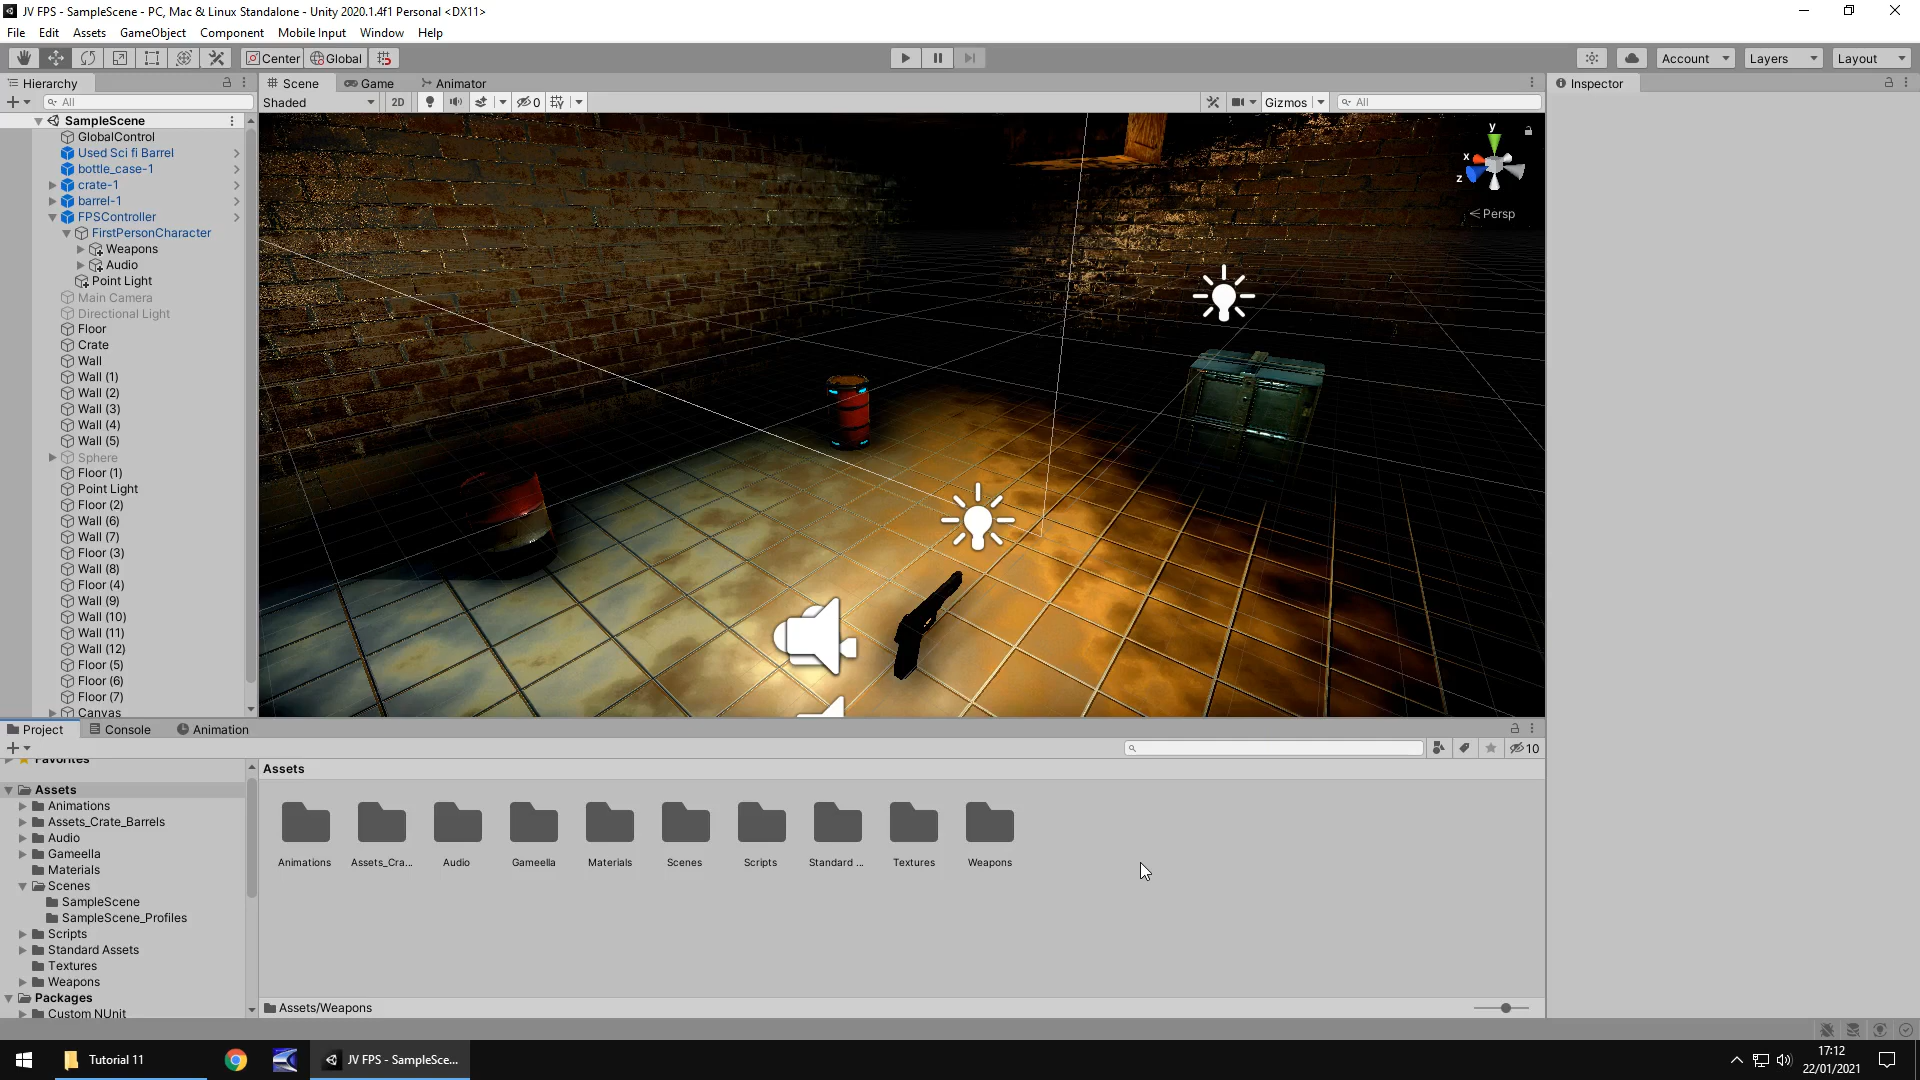 JV FPS - SampleScene - PC, Mac & Linux Standalone - Unity 2020.1.4f1 Personal <DX11>
File Edit Assets GameObject Component Mobile Input Window Help
Center Global Account Layers Layout
Hierarchy
Scene Game Animator
Inspector
All
Shaded 2D 0 Gizmos All
SampleScene
GlobalControl
Used Sci fi Barrel
bottle_case-1
crate-1
barrel-1
FPSController
FirstPersonCharacter
Weapons
Audio
Point Light
Main Camera
Directional Light
Floor
Crate
Wall
Wall (1)
Wall (2)
Wall (3)
Wall (4)
Wall (5)
Sphere
Floor (1)
Point Light
Floor (2)
Wall (6)
Wall (7)
Floor (3)
Wall (8)
Floor (4)
Wall (9)
Wall (10)
Wall (11)
Wall (12)
Floor (5)
Floor (6)
Floor (7)
Canvas
y
x
z
Persp
Project Console Animation
10
Favorites
Assets
Animations
Assets_Crate_Barrels
Audio
Gameella
Materials
Scenes
SampleScene
SampleScene_Profiles
Scripts
Standard Assets
Textures
Weapons
Packages
Custom NUnit
Assets
Animations Assets_Cra... Audio Gameella Materials Scenes Scripts Standard ... Textures Weapons
Assets/Weapons
Tutorial 11
JV FPS - SampleSce...
17:12
22/01/2021